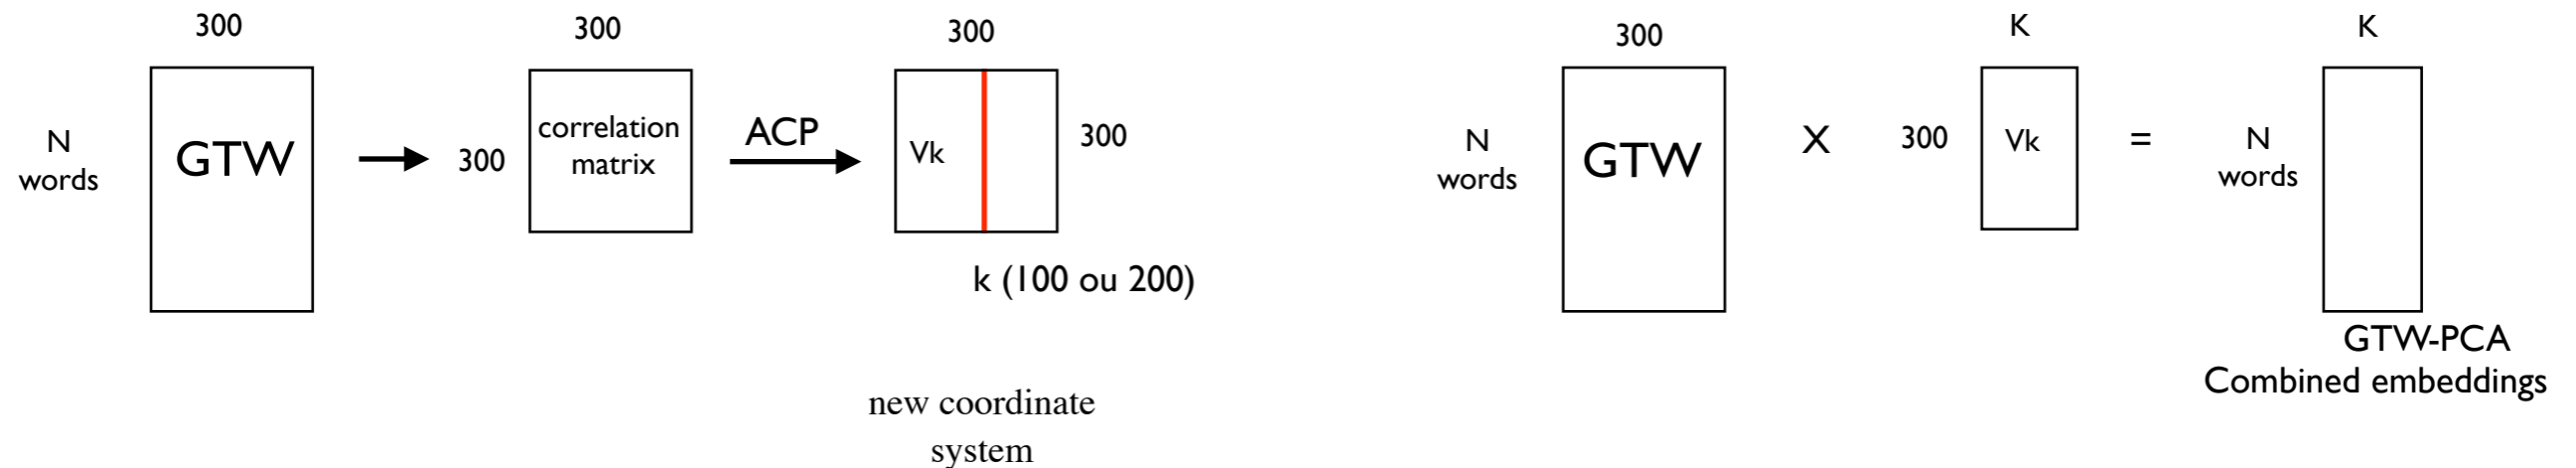 300
N
words
GTW
300
300
correlation
matrix
ACP
300
Vk
300
k (100 ou 200)
new coordinate
system
300
N
words
GTW
X
K
300
Vk
=
K
N
words
GTW-PCA
Combined embeddings